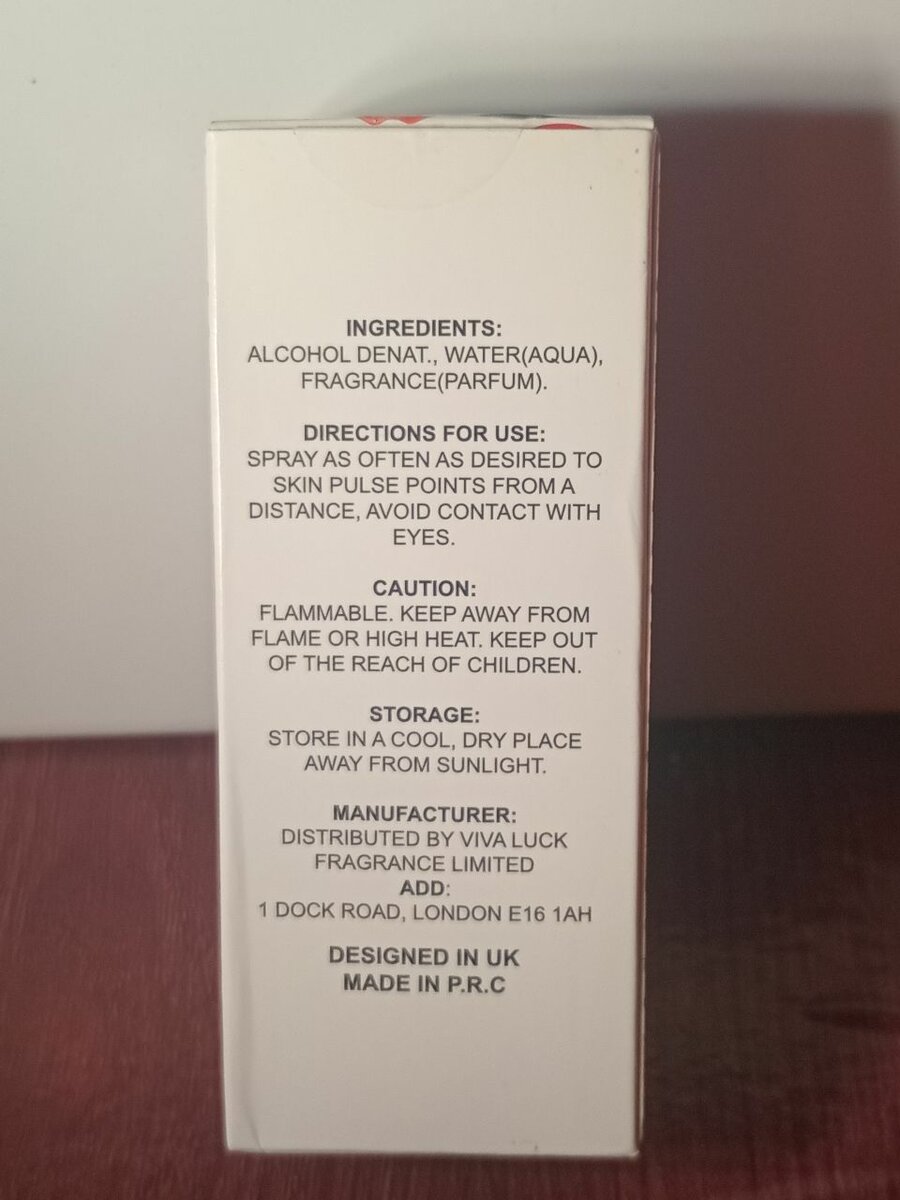 INGREDIENTS:
ALCOHOL DENAT., WATER(AQUA),
FRAGRANCE(PARFUM).
DIRECTIONS FOR USE:
SPRAY AS OFTEN AS DESIRED TO
SKIN PULSE POINTS FROM A
DISTANCE, AVOID CONTACT WITH
EYES.
CAUTION:
FLAMMABLE. KEEP AWAY FROM
FLAME OR HIGH HEAT. KEEP OUT
OF THE REACH OF CHILDREN.
STORAGE:
STORE IN A COOL, DRY PLACE
AWAY FROM SUNLIGHT.
MANUFACTURER:
DISTRIBUTED BY VIVA LUCK
FRAGRANCE LIMITED
ADD:
1 DOCK ROAD, LONDON E16 1AH
DESIGNED IN UK
MADE IN P.R.C